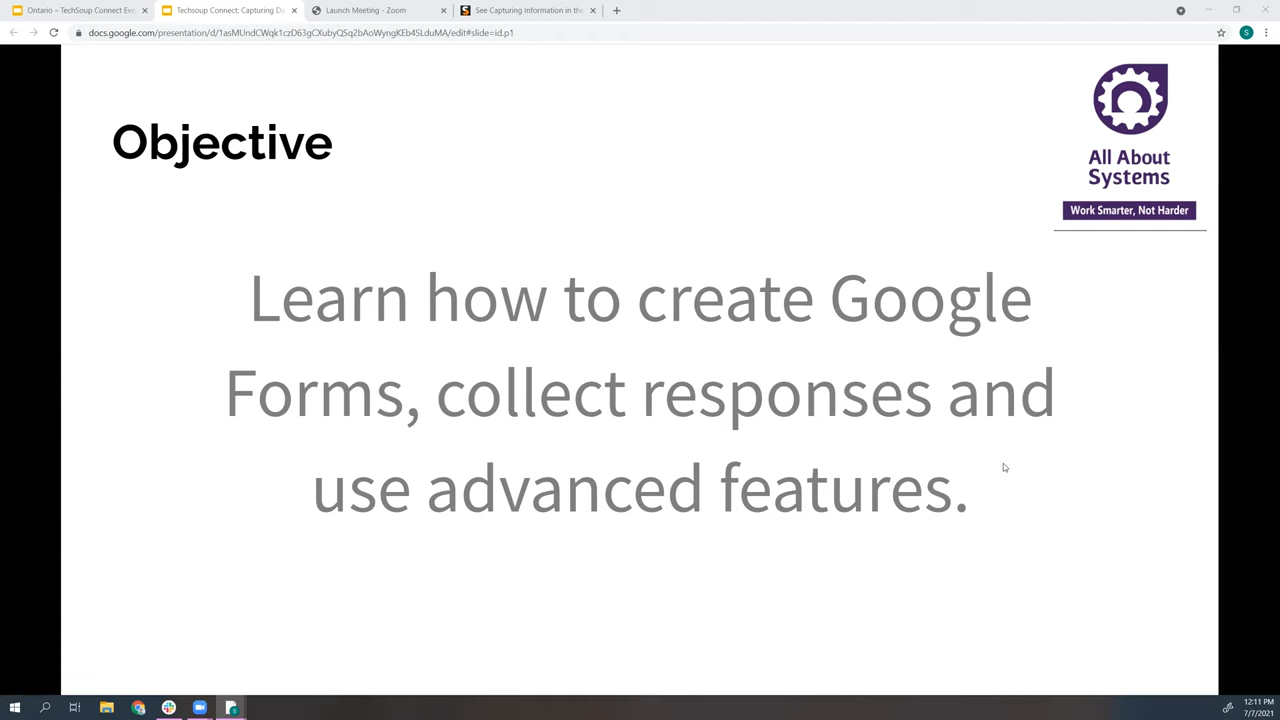 Ontario – TechSoup Connect Eve
Techsoup Connect: Capturing Da
Launch Meeting - Zoom
See Capturing Information in the
docs.google.com/presentation/d/1asMUndCWqk1czD63gCXubyQSq2bAoWyngKEb4SLduMA/edit#slide=id.p1
S
Objective
All About
Systems
Work Smarter, Not Harder
Learn how to create Google
Forms, collect responses and
use advanced features.
12:11 PM
7/7/2021